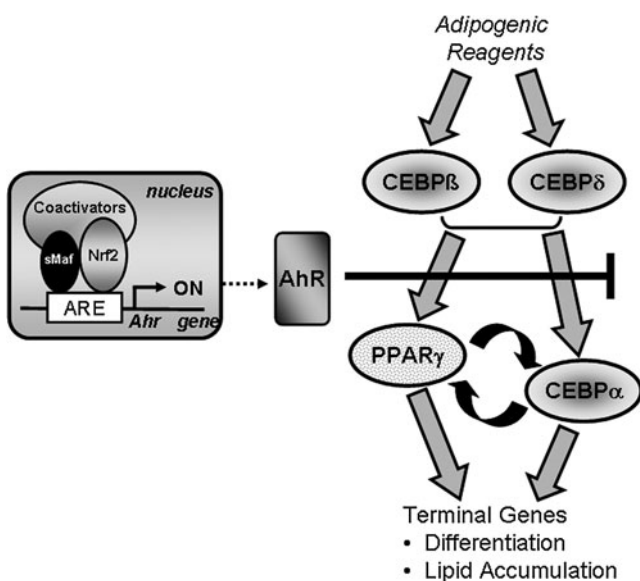 Adipogenic
Reagents
nucleus
Coactivators
sMaf
Nrf2
ARE
ON
Ahr gene
AhR
CEBPß
CEBPδ
PPARγ
CEBPα
Terminal Genes
• Differentiation
• Lipid Accumulation